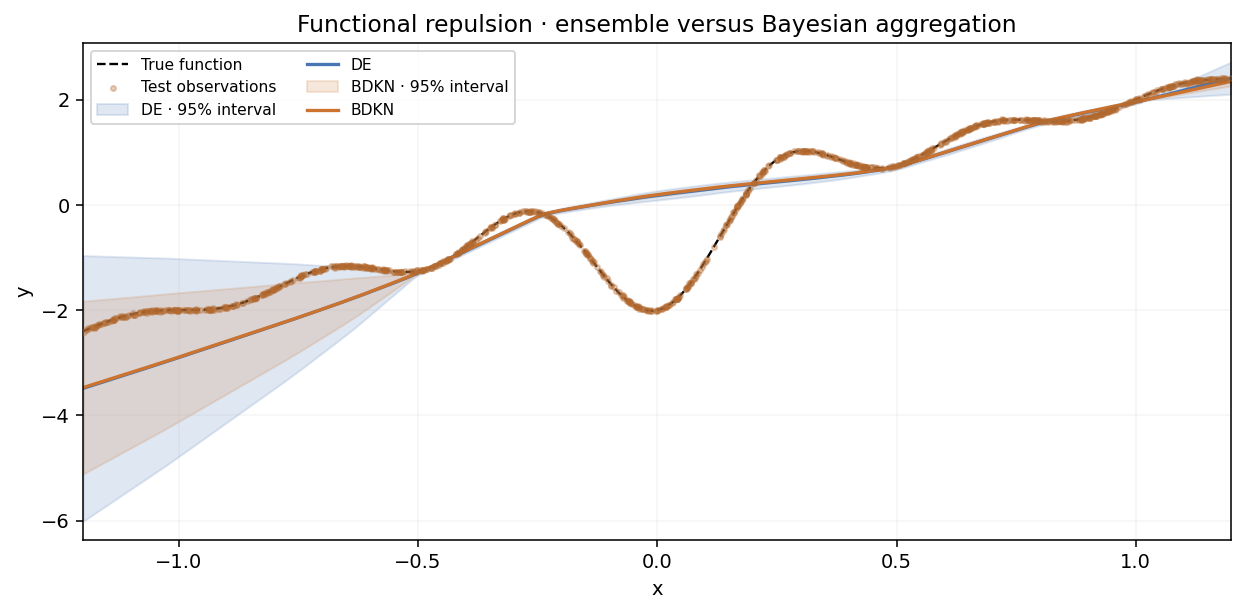 Functional repulsion · ensemble versus Bayesian aggregation
True function
Test observations
DE · 95% interval
DE
BDKN · 95% interval
BDKN
y
2
0
−2
−4
−6
−1.0
−0.5
0.0
0.5
1.0
x